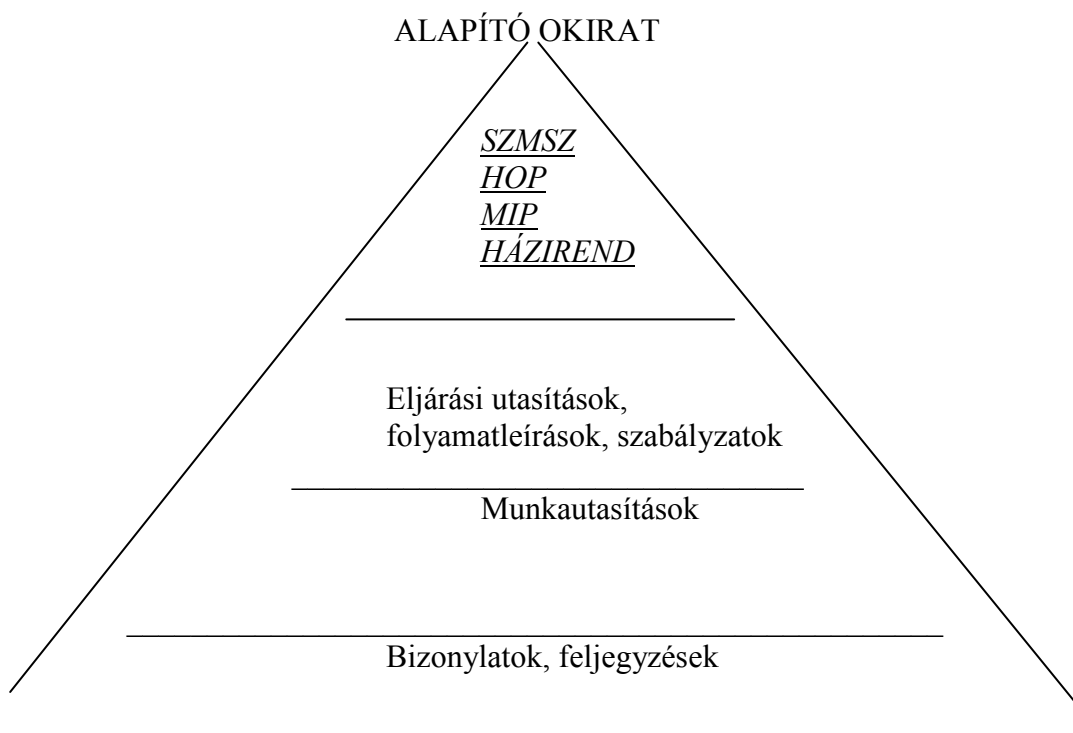 ALAPÍTÓ OKIRAT
SZMSZ
HOP
MIP
HÁZIREND
Eljárási utasítások,
folyamatleírások, szabályzatok
Munkautasítások
Bizonylatok, feljegyzések